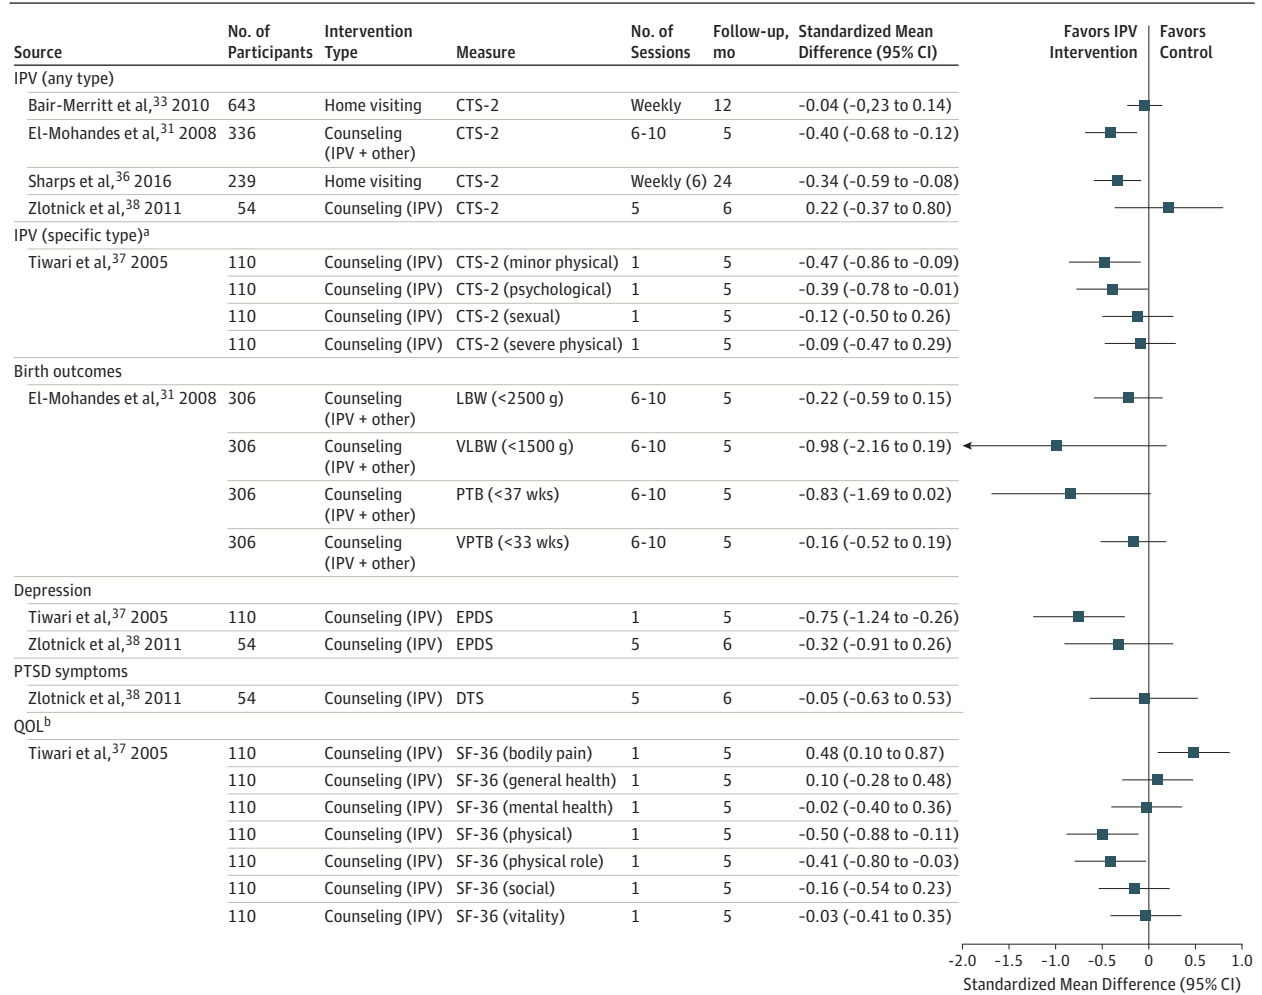 No. of Intervention No. of Follow-up, Standardized Mean Favors IPV Favors
Source Participants Type Measure Sessions mo Difference (95% CI) Intervention Control
IPV (any type)
Bair-Merritt et al,33 2010 643 Home visiting CTS-2 Weekly 12 -0.04 (-0,23 to 0.14)
El-Mohandes et al,31 2008 336 Counseling CTS-2 6-10 5 -0.40 (-0.68 to -0.12)
(IPV + other)
Sharps et al,36 2016 239 Home visiting CTS-2 Weekly (6) 24 -0.34 (-0.59 to -0.08)
Zlotnick et al,38 2011 54 Counseling (IPV) CTS-2 5 6 0.22 (-0.37 to 0.80)
IPV (specific type)a
Tiwari et al,37 2005 110 Counseling (IPV) CTS-2 (minor physical) 1 5 -0.47 (-0.86 to -0.09)
110 Counseling (IPV) CTS-2 (psychological) 1 5 -0.39 (-0.78 to -0.01)
110 Counseling (IPV) CTS-2 (sexual) 1 5 -0.12 (-0.50 to 0.26)
110 Counseling (IPV) CTS-2 (severe physical) 1 5 -0.09 (-0.47 to 0.29)
Birth outcomes
El-Mohandes et al,31 2008 306 Counseling LBW (<2500 g) 6-10 5 -0.22 (-0.59 to 0.15)
(IPV + other)
306 Counseling VLBW (<1500 g) 6-10 5 -0.98 (-2.16 to 0.19)
(IPV + other)
306 Counseling PTB (<37 wks) 6-10 5 -0.83 (-1.69 to 0.02)
(IPV + other)
306 Counseling VPTB (<33 wks) 6-10 5 -0.16 (-0.52 to 0.19)
(IPV + other)
Depression
Tiwari et al,37 2005 110 Counseling (IPV) EPDS 1 5 -0.75 (-1.24 to -0.26)
Zlotnick et al,38 2011 54 Counseling (IPV) EPDS 5 6 -0.32 (-0.91 to 0.26)
PTSD symptoms
Zlotnick et al,38 2011 54 Counseling (IPV) DTS 5 6 -0.05 (-0.63 to 0.53)
QOLb
Tiwari et al,37 2005 110 Counseling (IPV) SF-36 (bodily pain) 1 5 0.48 (0.10 to 0.87)
110 Counseling (IPV) SF-36 (general health) 1 5 0.10 (-0.28 to 0.48)
110 Counseling (IPV) SF-36 (mental health) 1 5 -0.02 (-0.40 to 0.36)
110 Counseling (IPV) SF-36 (physical) 1 5 -0.50 (-0.88 to -0.11)
110 Counseling (IPV) SF-36 (physical role) 1 5 -0.41 (-0.80 to -0.03)
110 Counseling (IPV) SF-36 (social) 1 5 -0.16 (-0.54 to 0.23)
110 Counseling (IPV) SF-36 (vitality) 1 5 -0.03 (-0.41 to 0.35)
-2.0 -1.5 -1.0 -0.5 0 0.5 1.0
Standardized Mean Difference (95% CI)